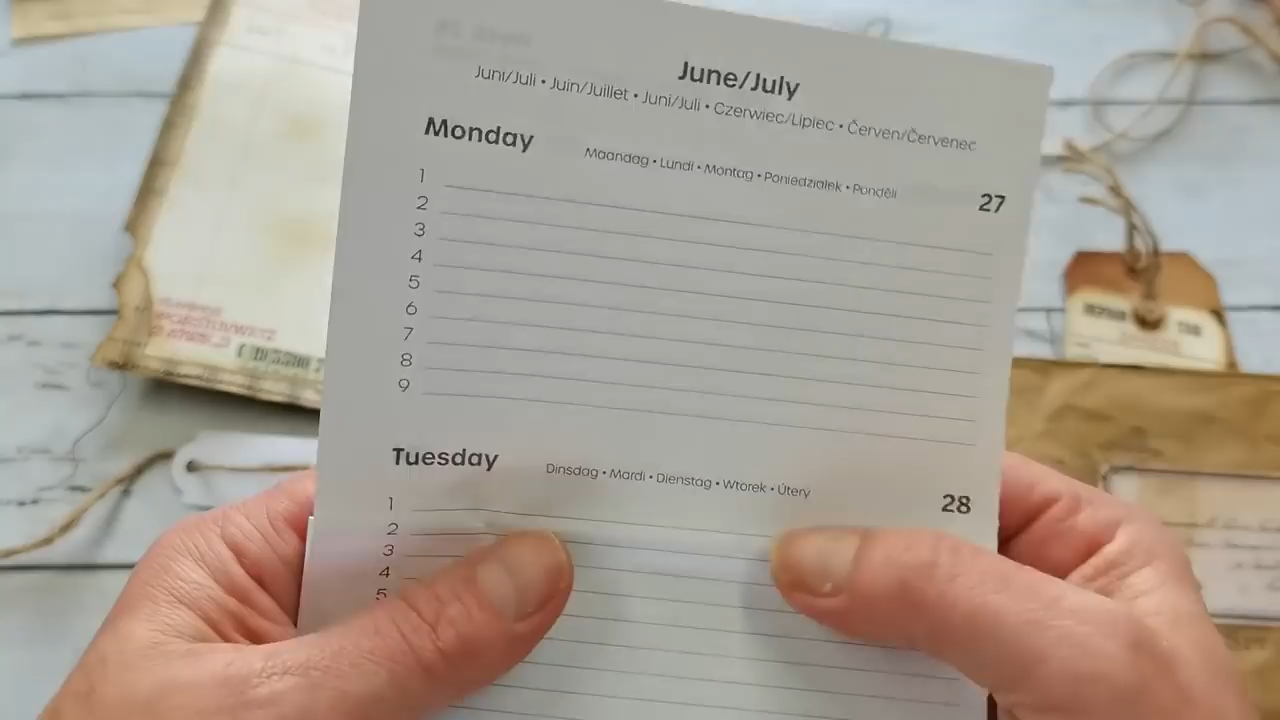 June/July
Juni/Juli • Juin/Juillet • Juni/Juli • Czerwiec/Lipiec • Červen/Červenec
Monday
Maandag • Lundi • Montag • Poniedziałek • Pondělí
27
1
2
3
4
5
6
7
8
9
Tuesday
Dinsdag • Mardi • Dienstag • Wtorek • Úterý
28
1
2
3
4
5